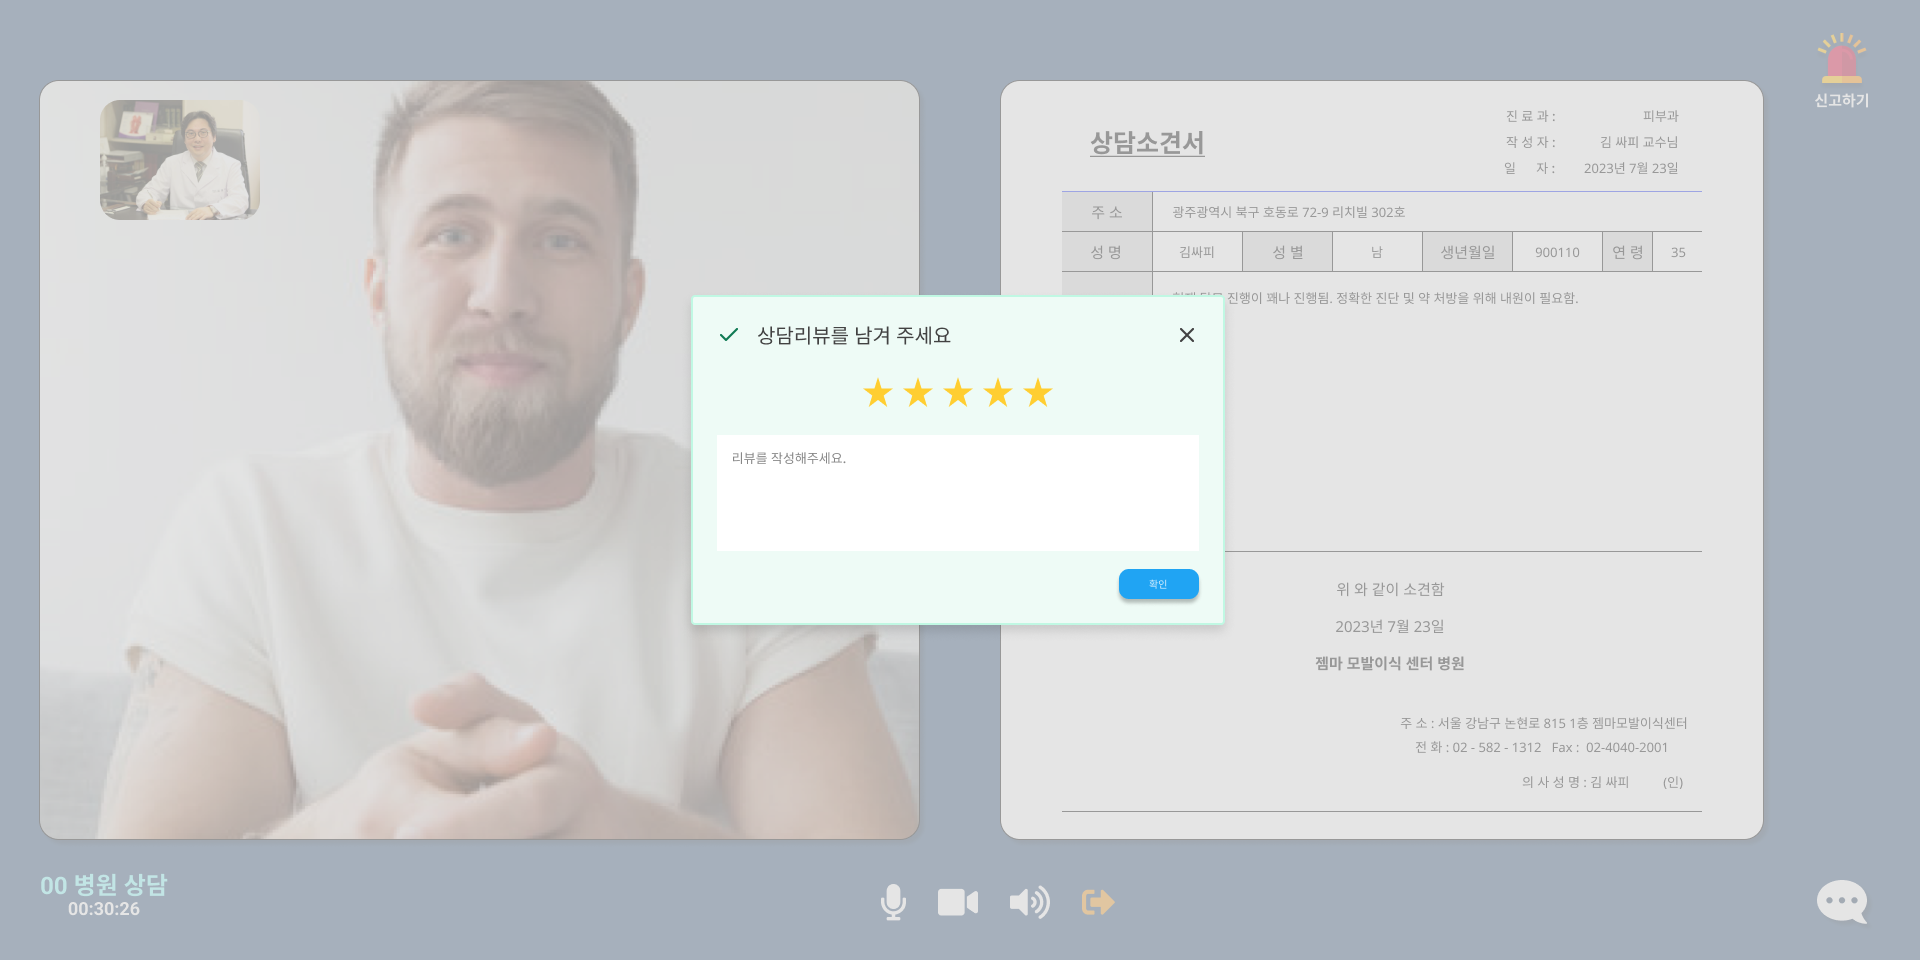 신고하기
상담소견서
진 료 과 : 피부과
작 성 자 : 김 싸피 교수님
일 자 : 2023년 7월 23일
주 소 광주광역시 북구 호동로 72-9 리치빌 302호
성 명 김싸피 성 별 남 생년월일 900110 연 령 35
진행이 꽤나 진행됨. 정확한 진단 및 약 처방을 위해 내원이 필요함.
상담리뷰를 남겨 주세요
리뷰를 작성해주세요.
확인
위 와 같이 소견함
2023년 7월 23일
젬마 모발이식 센터 병원
주 소 : 서울 강남구 논현로 815 1층 젬마모발이식센터
전 화 : 02 - 582 - 1312 Fax : 02-4040-2001
의 사 성 명 : 김 싸피 (인)
00 병원 상담
00:30:26